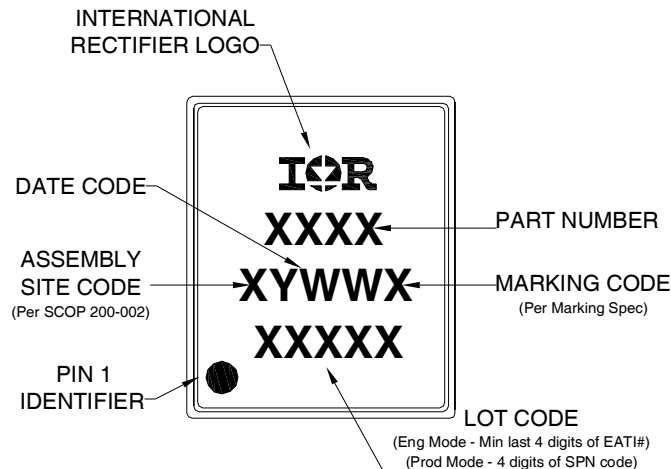 INTERNATIONAL
RECTIFIER LOGO
IOR
DATE CODE
XXXX
PART NUMBER
ASSEMBLY
SITE CODE
(Per SCOP 200-002)
XYWWX
MARKING CODE
(Per Marking Spec)
XXXXX
PIN 1
IDENTIFIER
LOT CODE
(Eng Mode - Min last 4 digits of EATI#)
(Prod Mode - 4 digits of SPN code)